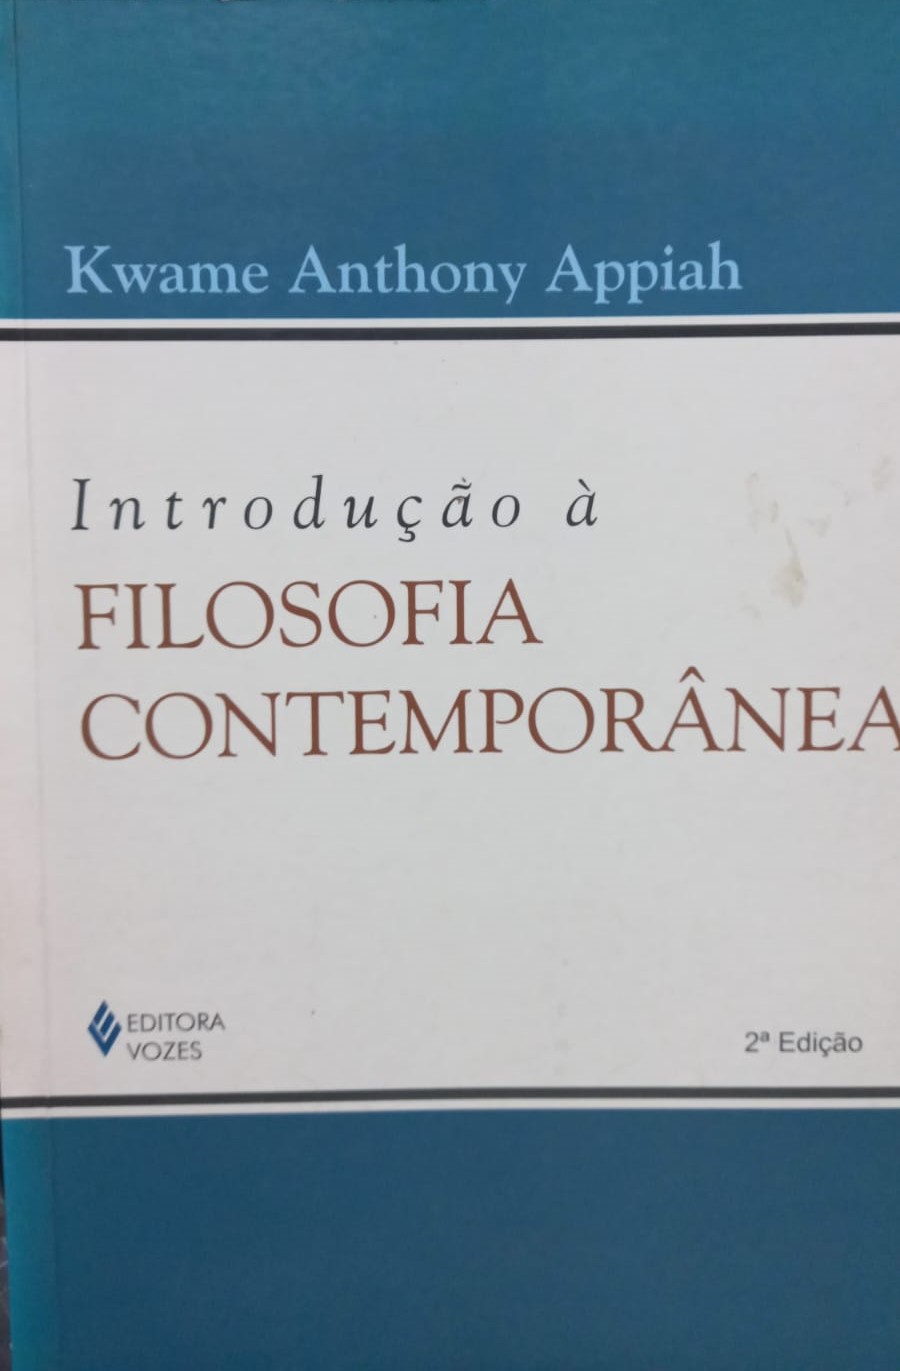 Kwame Anthony Appiah
Introdução à
FILOSOFIA
CONTEMPORÂNEA
EDITORA
VOZES
2ª Edição